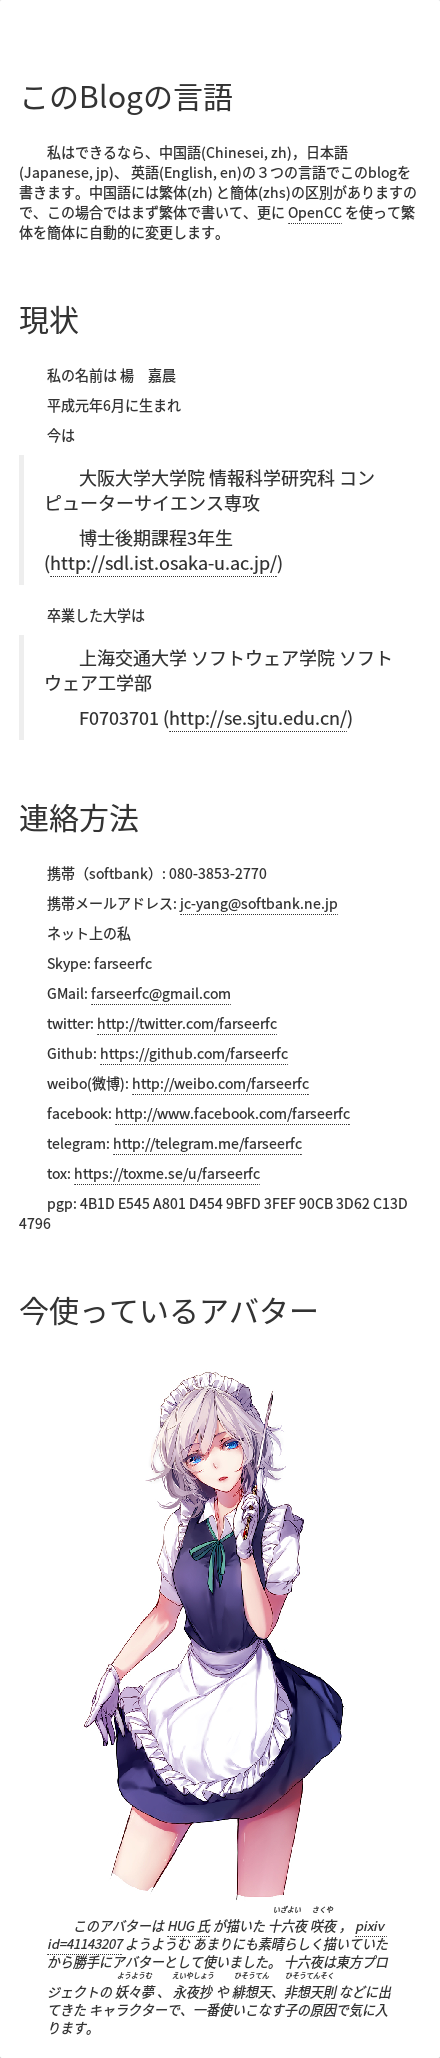 このBlogの言語
私はできるなら、中国語(Chinesei, zh)，日本語
(Japanese, jp)、 英語(English, en)の３つの言語でこのblogを
書きます。中国語には繁体(zh) と簡体(zhs)の区別がありますの
で、この場合ではまず繁体で書いて、更に OpenCC を使って繁
体を簡体に自動的に変更します。
現状
私の名前は 楊　嘉晨
平成元年6月に生まれ
今は
大阪大学大学院 情報科学研究科 コン
ピューターサイエンス専攻
博士後期課程3年生
(http://sdl.ist.osaka-u.ac.jp/)
卒業した大学は
上海交通大学 ソフトウェア学院 ソフト
ウェア工学部
F0703701 (http://se.sjtu.edu.cn/)
連絡方法
携帯（softbank）: 080-3853-2770
携帯メールアドレス: jc-yang@softbank.ne.jp
ネット上の私
Skype: farseerfc
GMail: farseerfc@gmail.com
twitter: http://twitter.com/farseerfc
Github: https://github.com/farseerfc
weibo(微博): http://weibo.com/farseerfc
facebook: http://www.facebook.com/farseerfc
telegram: http://telegram.me/farseerfc
tox: https://toxme.se/u/farseerfc
pgp: 4B1D E545 A801 D454 9BFD 3FEF 90CB 3D62 C13D
4796
今使っているアバター
いざよい さくや
このアバターは HUG 氏 が描いた 十六夜 咲夜 ， pixiv
id=41143207 ようようむ あまりにも素晴らしく描いていた
から勝手にアバターとして使いました。 十六夜は東方プロ
ようようむ えいやしょう ひそうてん ひそうてんそく
ジェクトの 妖々夢 、 永夜抄 や 緋想天、非想天則 などに出
てきた キャラクターで、一番使いこなす子の原因で気に入
ります。